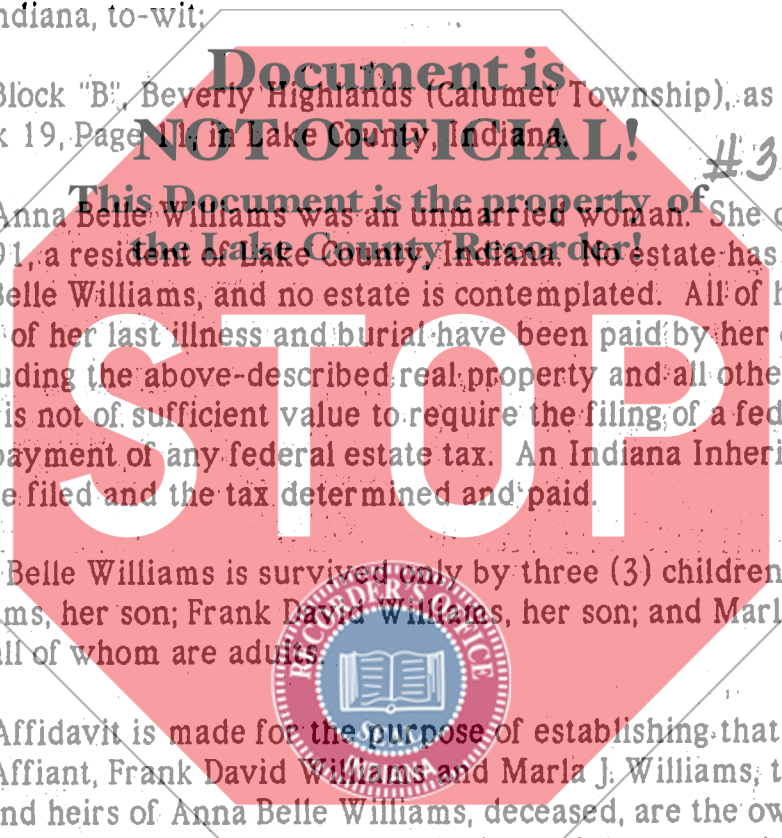 ndiana, to-wit:
Document is
Block "B", Beverly Highlands (Calumet Township), as
k 19, Page 11, in Lake County, Indiana.
NOT OFFICIAL!
#3
This Document is the property of
Anna Belle Williams was an unmarried woman. She
the Lake County Recorder!
91, a resident of Lake County, Indiana. No estate has
Belle Williams, and no estate is contemplated. All of h
of her last illness and burial have been paid by her
uding the above-described real property and all othe
is not of sufficient value to require the filing of a fed
payment of any federal estate tax. An Indiana Inheri
e filed and the tax determined and paid.
STOP
Belle Williams is survived only by three (3) children
ms, her son; Frank David Williams, her son; and Marl
all of whom are adults.
RECORDER'S OFFICE
SEAL
INDIANA
Affidavit is made for the purpose of establishing that
Affiant, Frank David Williams and Marla J. Williams, t
nd heirs of Anna Belle Williams, deceased, are the ow